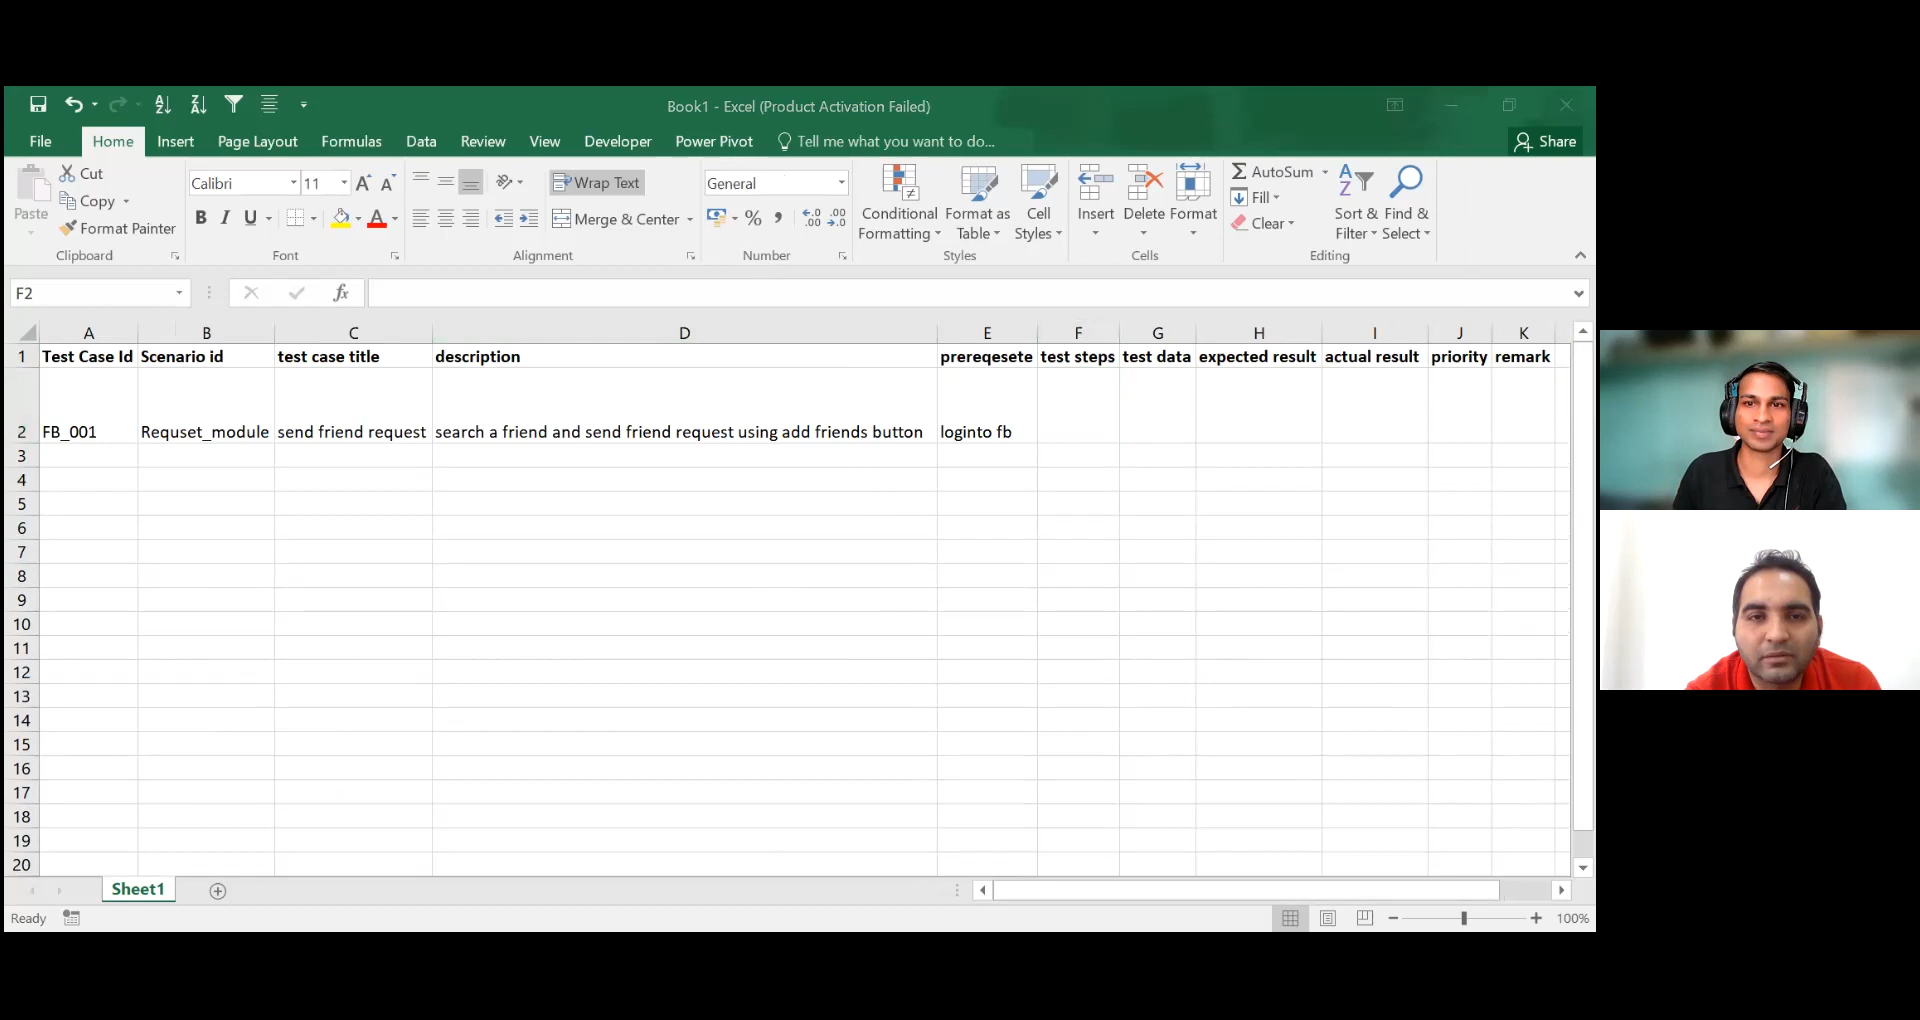 Book1 - Excel (Product Activation Failed)
File Home Insert Page Layout Formulas Data Review View Developer Power Pivot Tell me what you want to do... Share
Paste
Cut
Copy
Format Painter
Clipboard
Calibri 11
B I U
Font
Wrap Text
Merge & Center
Alignment
General
Number
Conditional Formatting
Format as Table
Cell Styles
Styles
Insert
Delete
Format
Cells
AutoSum
Fill
Clear
Sort & Filter
Find & Select
Editing
F2 fx
A B C D E F G H I J K
1 Test Case Id Scenario id test case title description prereqesete test steps test data expected result actual result priority remark
2 FB_001 Requset_module send friend request search a friend and send friend request using add friends button loginto fb
3
4
5
6
7
8
9
10
11
12
13
14
15
16
17
18
19
20
Sheet1
Ready 100%